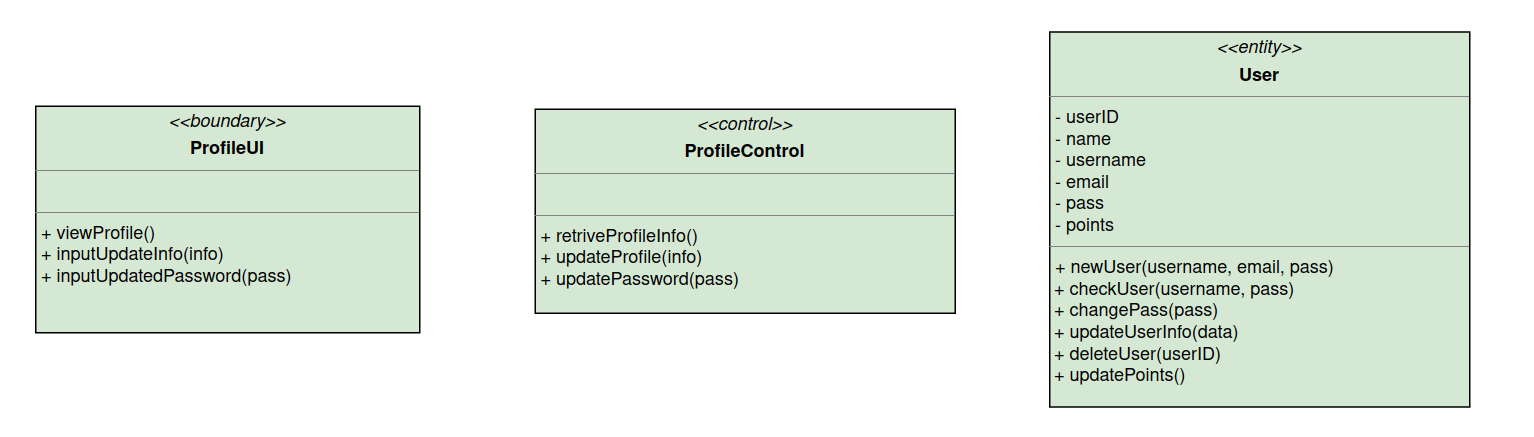 <<boundary>>
ProfileUI
+ viewProfile()
+ inputUpdateInfo(info)
+ inputUpdatedPassword(pass)
<<control>>
ProfileControl
+ retriveProfileInfo()
+ updateProfile(info)
+ updatePassword(pass)
<<entity>>
User
- userID
- name
- username
- email
- pass
- points
+ newUser(username, email, pass)
+ checkUser(username, pass)
+ changePass(pass)
+ updateUserInfo(data)
+ deleteUser(userID)
+ updatePoints()